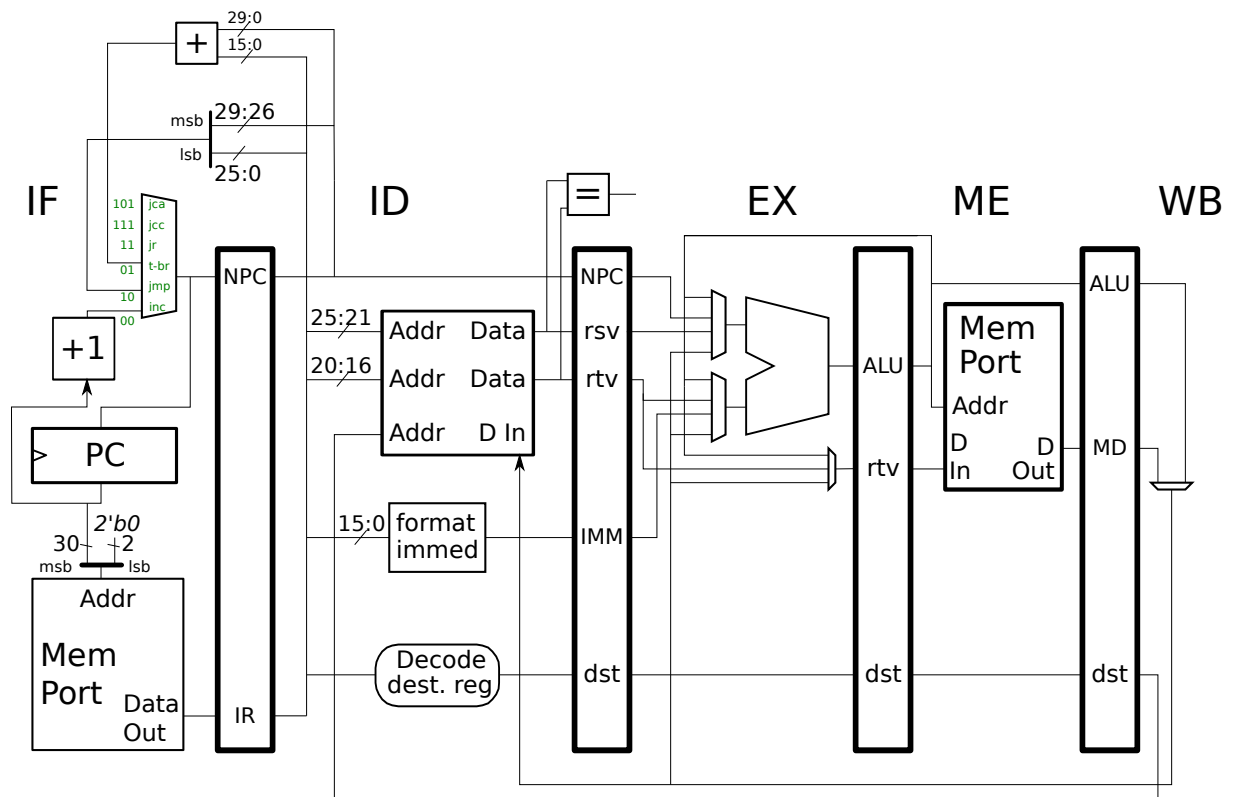 29:0
+
15:0
msb
29:26
lsb
25:0
IF
ID
=
EX
ME
WB
101
jca
111
jcc
11
jr
01
t-br
10
jmp
00
inc
NPC
NPC
ALU
25:21
Addr
Data
rsv
20:16
Addr
Data
rtv
Addr
D In
+1
PC
ALU
Mem
Port
Addr
D
In
D
Out
MD
rtv
2'b0
30
2
msb
lsb
15:0
format
immed
IMM
Addr
Mem
Port
Data
Out
IR
Decode
dest. reg
dst
dst
dst